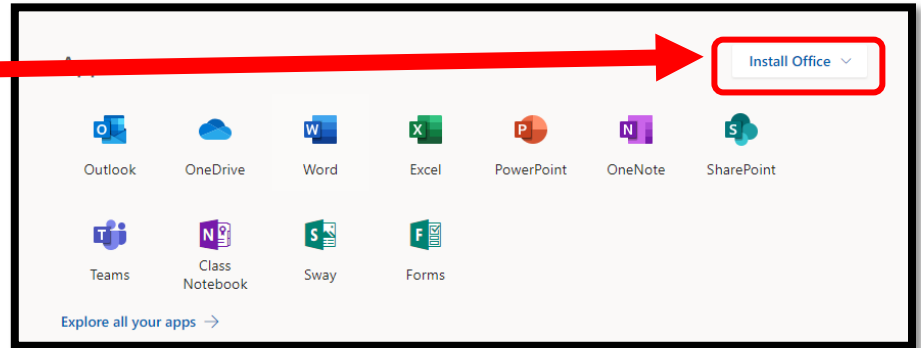 Install Office
Outlook OneDrive Word Excel PowerPoint OneNote SharePoint
Teams Class Notebook Sway Forms
Explore all your apps →